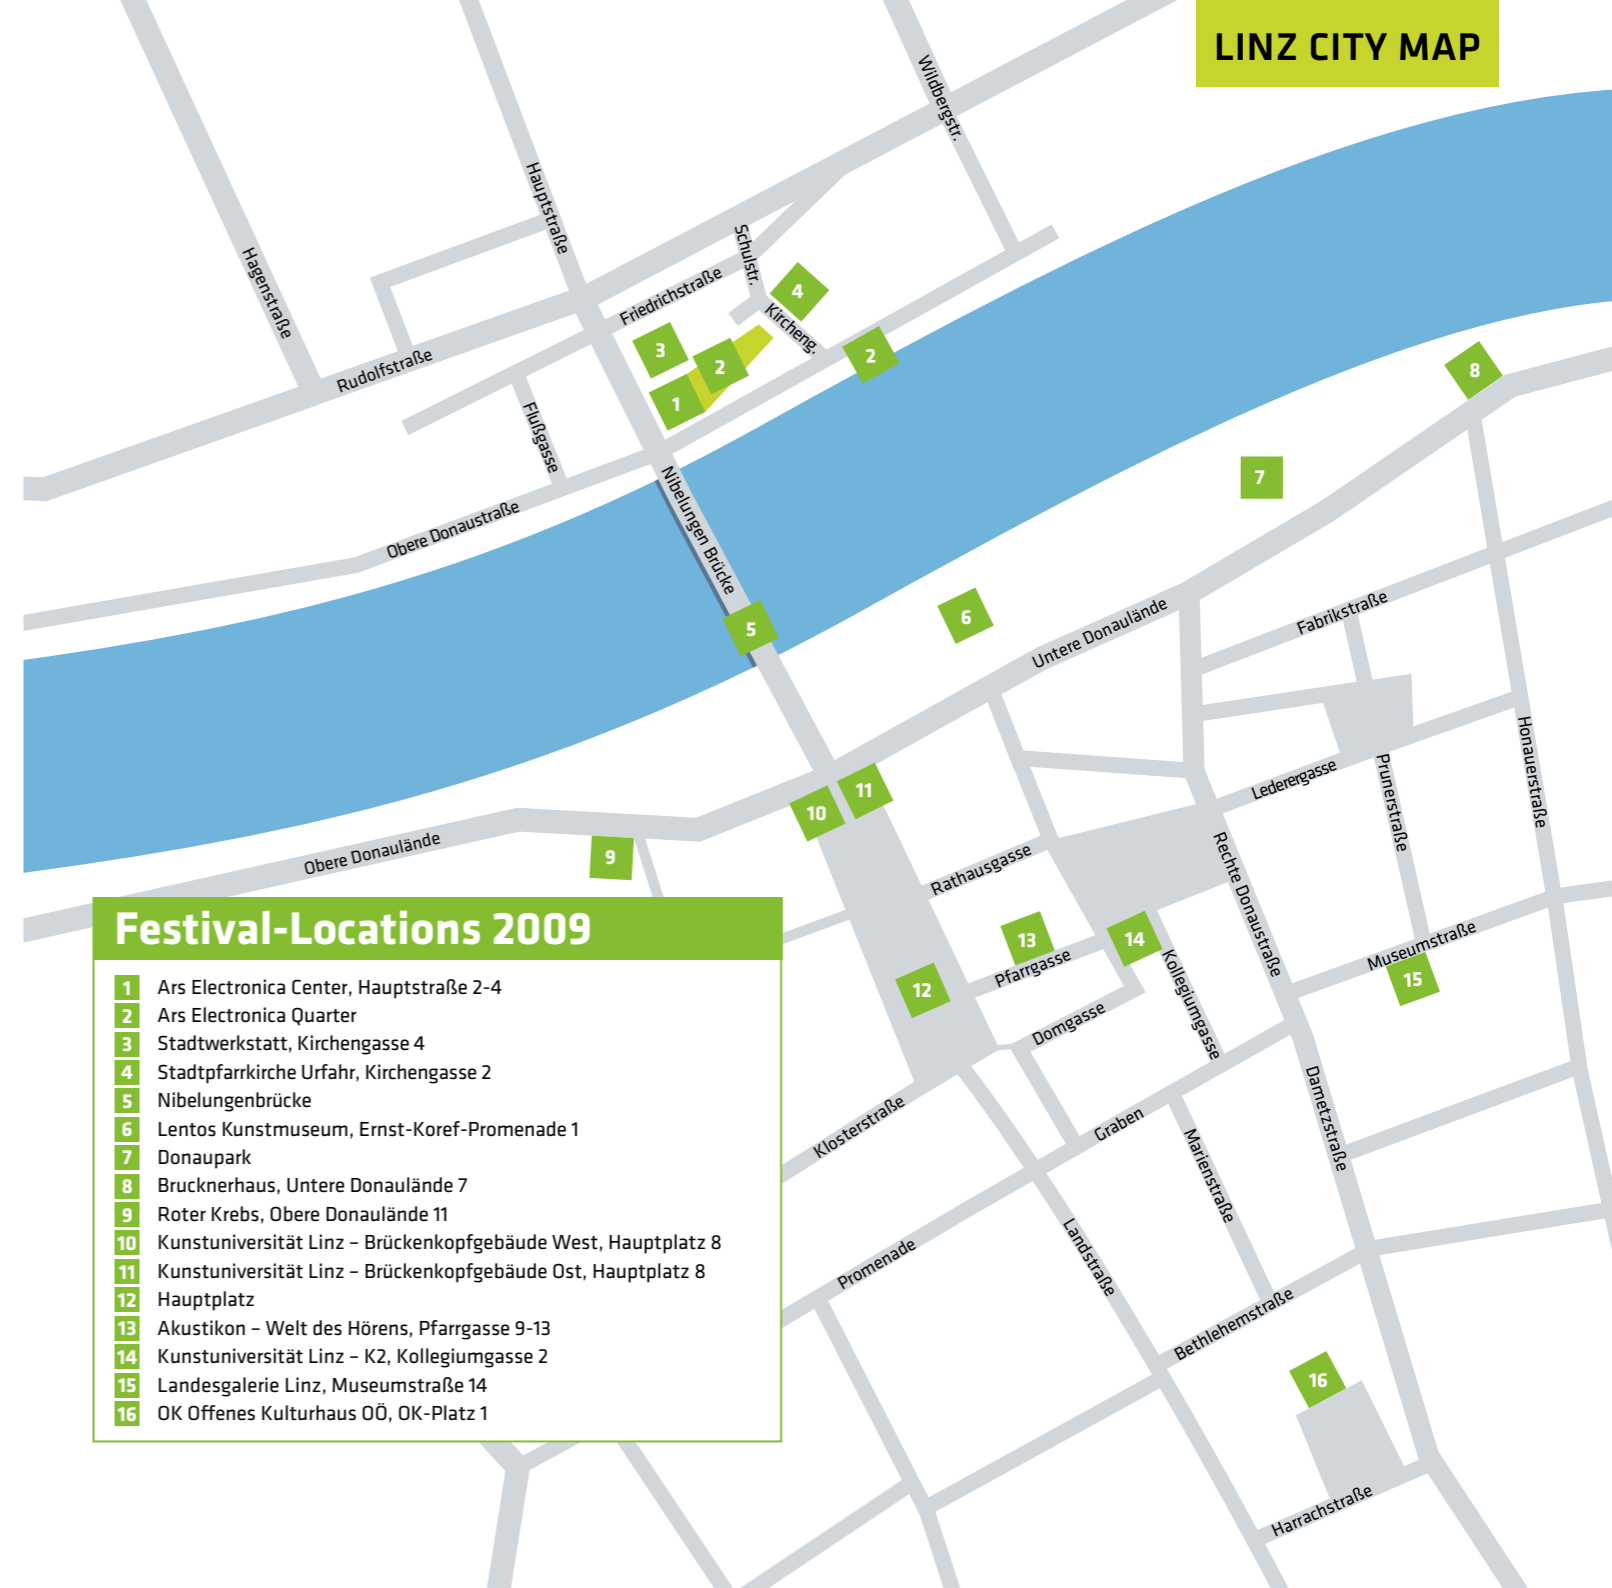 LINZ CITY MAP
Wildbergstr.
Hauptstraße
Hagenstraße
Schulstr.
Friedrichstraße
4
Kircheng.
3
2
2
1
Rudolfstraße
8
Flußgasse
Nibelungen Brücke
7
Obere Donaustraße
5
6
Untere Donaulände
Fabrikstraße
Honauerstraße
Lederergasse
Prunerstraße
11
10
Obere Donaulände
9
Rathausgasse
Rechte Donaustraße
13
14
Pfarrgasse
Kollegiumgasse
Museumstraße
15
12
Domgasse
Klosterstraße
Graben
Dametzstraße
Marienstraße
Promenade
Landstraße
Bethlehemstraße
16
Harrachstraße
Festival-Locations 2009
1 Ars Electronica Center, Hauptstraße 2-4
2 Ars Electronica Quarter
3 Stadtwerkstatt, Kirchengasse 4
4 Stadtpfarrkirche Urfahr, Kirchengasse 2
5 Nibelungenbrücke
6 Lentos Kunstmuseum, Ernst-Koref-Promenade 1
7 Donaupark
8 Brucknerhaus, Untere Donaulände 7
9 Roter Krebs, Obere Donaulände 11
10 Kunstuniversität Linz – Brückenkopfgebäude West, Hauptplatz 8
11 Kunstuniversität Linz – Brückenkopfgebäude Ost, Hauptplatz 8
12 Hauptplatz
13 Akustikon – Welt des Hörens, Pfarrgasse 9-13
14 Kunstuniversität Linz – K2, Kollegiumgasse 2
15 Landesgalerie Linz, Museumstraße 14
16 OK Offenes Kulturhaus OÖ, OK-Platz 1